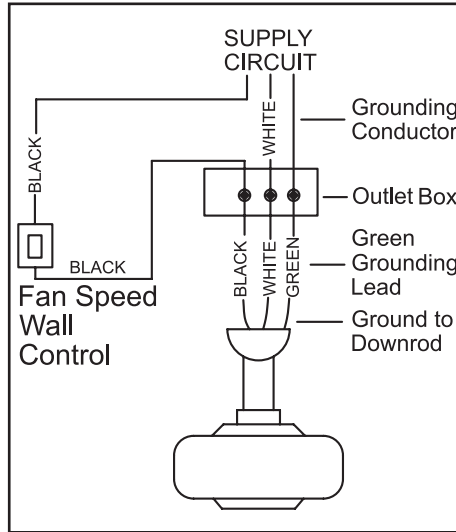 SUPPLY
CIRCUIT
Grounding
Conductor
BLACK
WHITE
Outlet Box
BLACK
BLACK
WHITE
GREEN
Green
Grounding
Lead
Fan Speed
Wall
Control
Ground to
Downrod